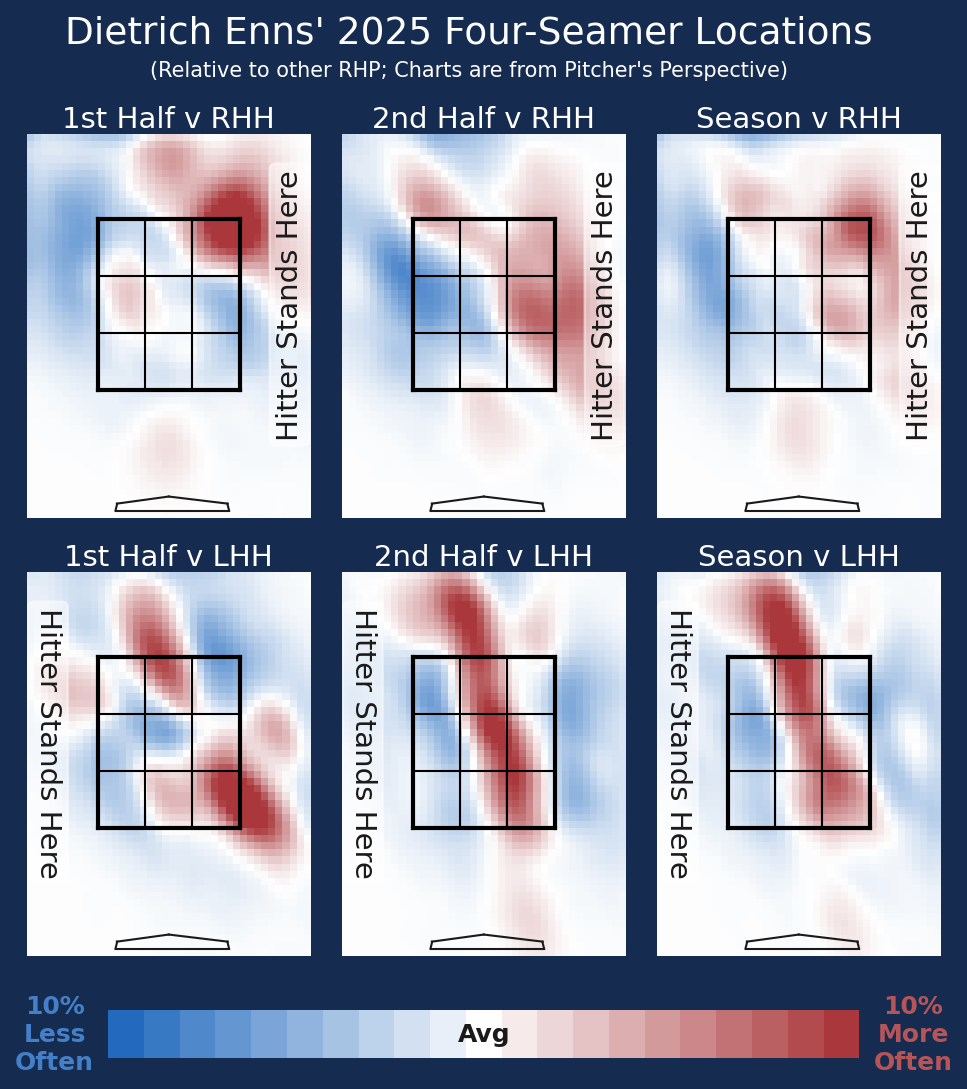 Dietrich Enns' 2025 Four-Seamer Locations
(Relative to other RHP; Charts are from Pitcher's Perspective)
1st Half v RHH
2nd Half v RHH
Season v RHH
Hitter Stands Here
Hitter Stands Here
Hitter Stands Here
1st Half v LHH
2nd Half v LHH
Season v LHH
Hitter Stands Here
Hitter Stands Here
Hitter Stands Here
10%
Less
Often
Avg
10%
More
Often